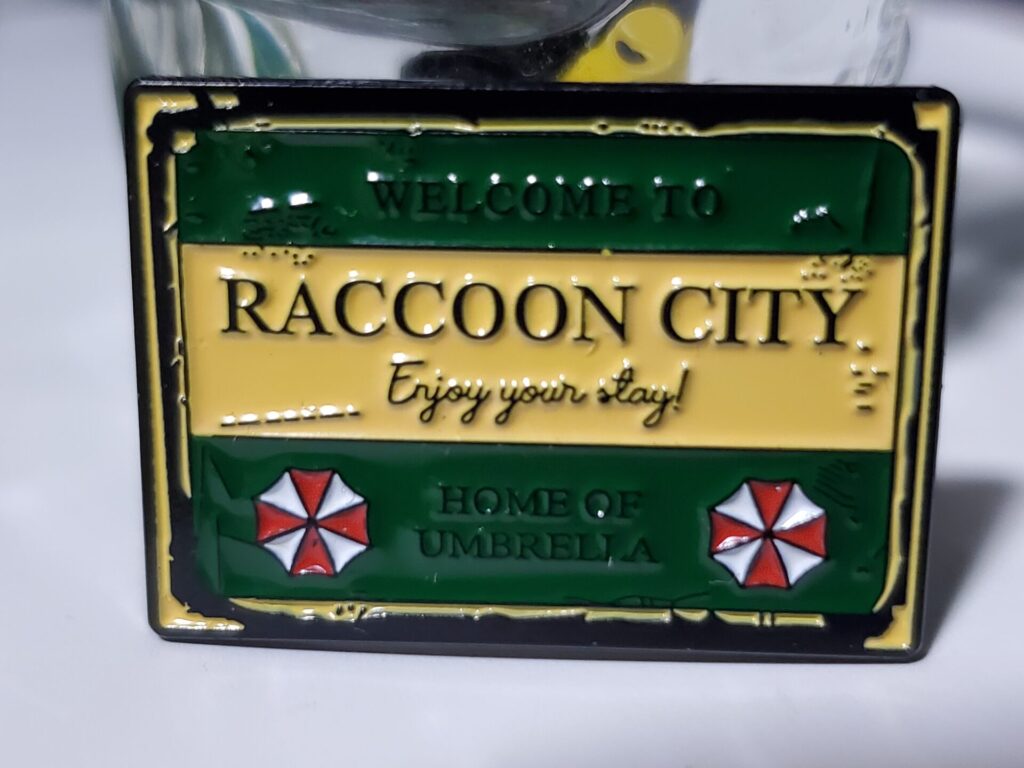 WELCOME TO
RACCOON CITY
Enjoy your stay!
HOME OF
UMBRELLA